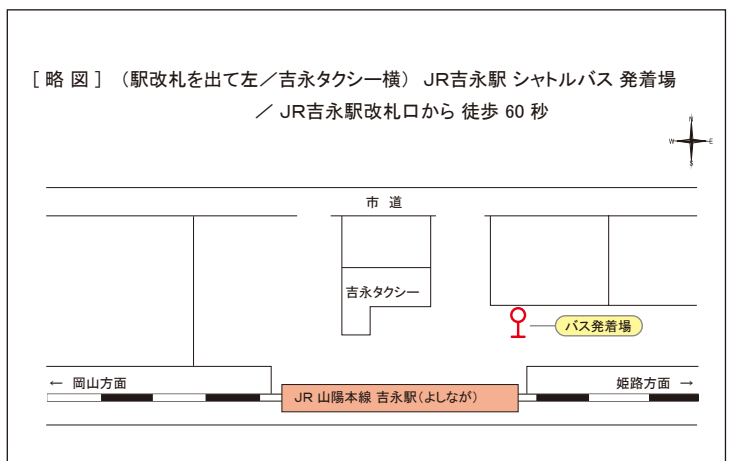 [ 略 図 ] （駅改札を出て左／吉永タクシー横） JR吉永駅 シャトルバス 発着場
／ JR吉永駅改札口から 徒歩 60 秒
N
W E
S
市 道
吉永タクシー
バス発着場
← 岡山方面
姫路方面 →
JR 山陽本線 吉永駅（よしなが）